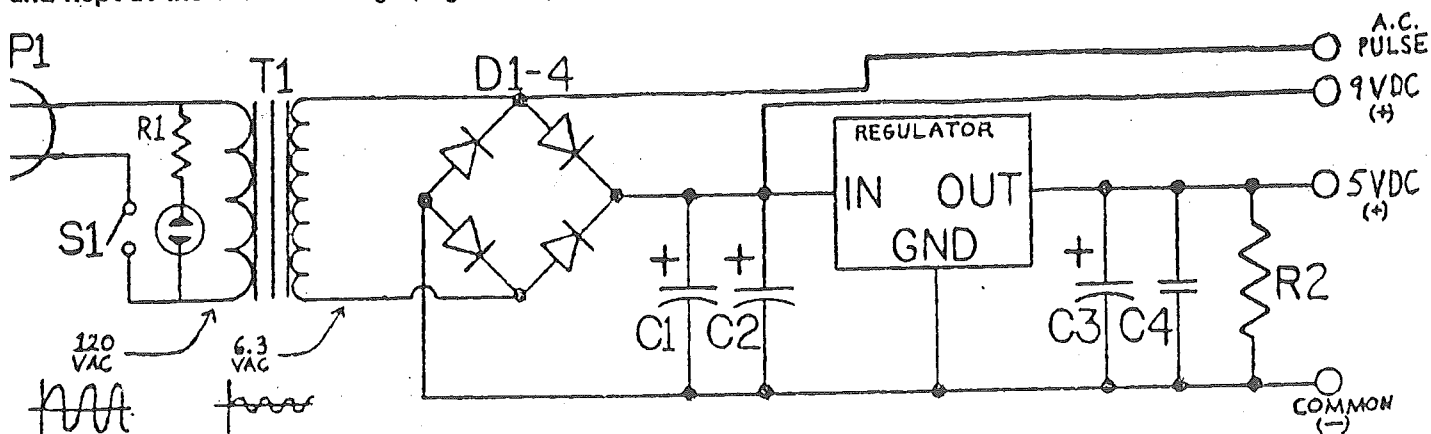 P1
T1
D1-4
A.C.
PULSE
9VDC
(+)
R1
REGULATOR
IN OUT
GND
5VDC
(+)
S1
+
+
+
R2
C1
C2
C3
C4
120
VAC
6.3
VAC
COMMON
(-)